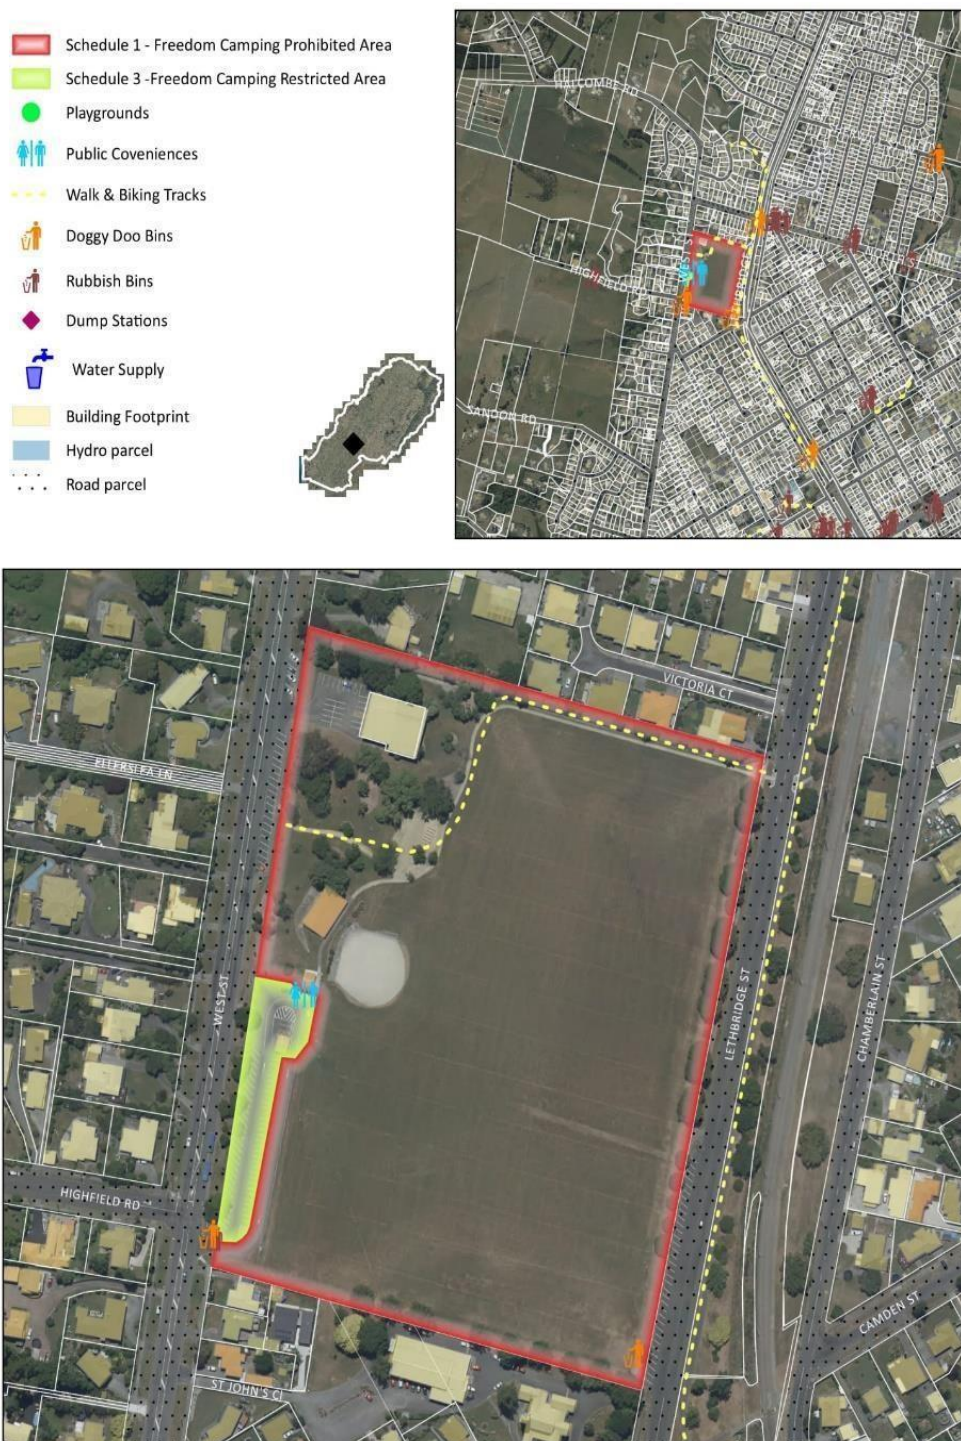 Schedule 1 - Freedom Camping Prohibited Area
Schedule 3 -Freedom Camping Restricted Area
Playgrounds
Public Coveniences
Walk & Biking Tracks
Doggy Doo Bins
Rubbish Bins
Dump Stations
Water Supply
Building Footprint
Hydro parcel
Road parcel
HALCOMBE RD
HIGHFIELD RD
SANDON RD
VICTORIA CT
ELLERSLEA LN
WEST ST
LETHBRIDGE ST
CHAMBERLAIN ST
HIGHFIELD RD
CAMDEN ST
ST JOHN'S CL